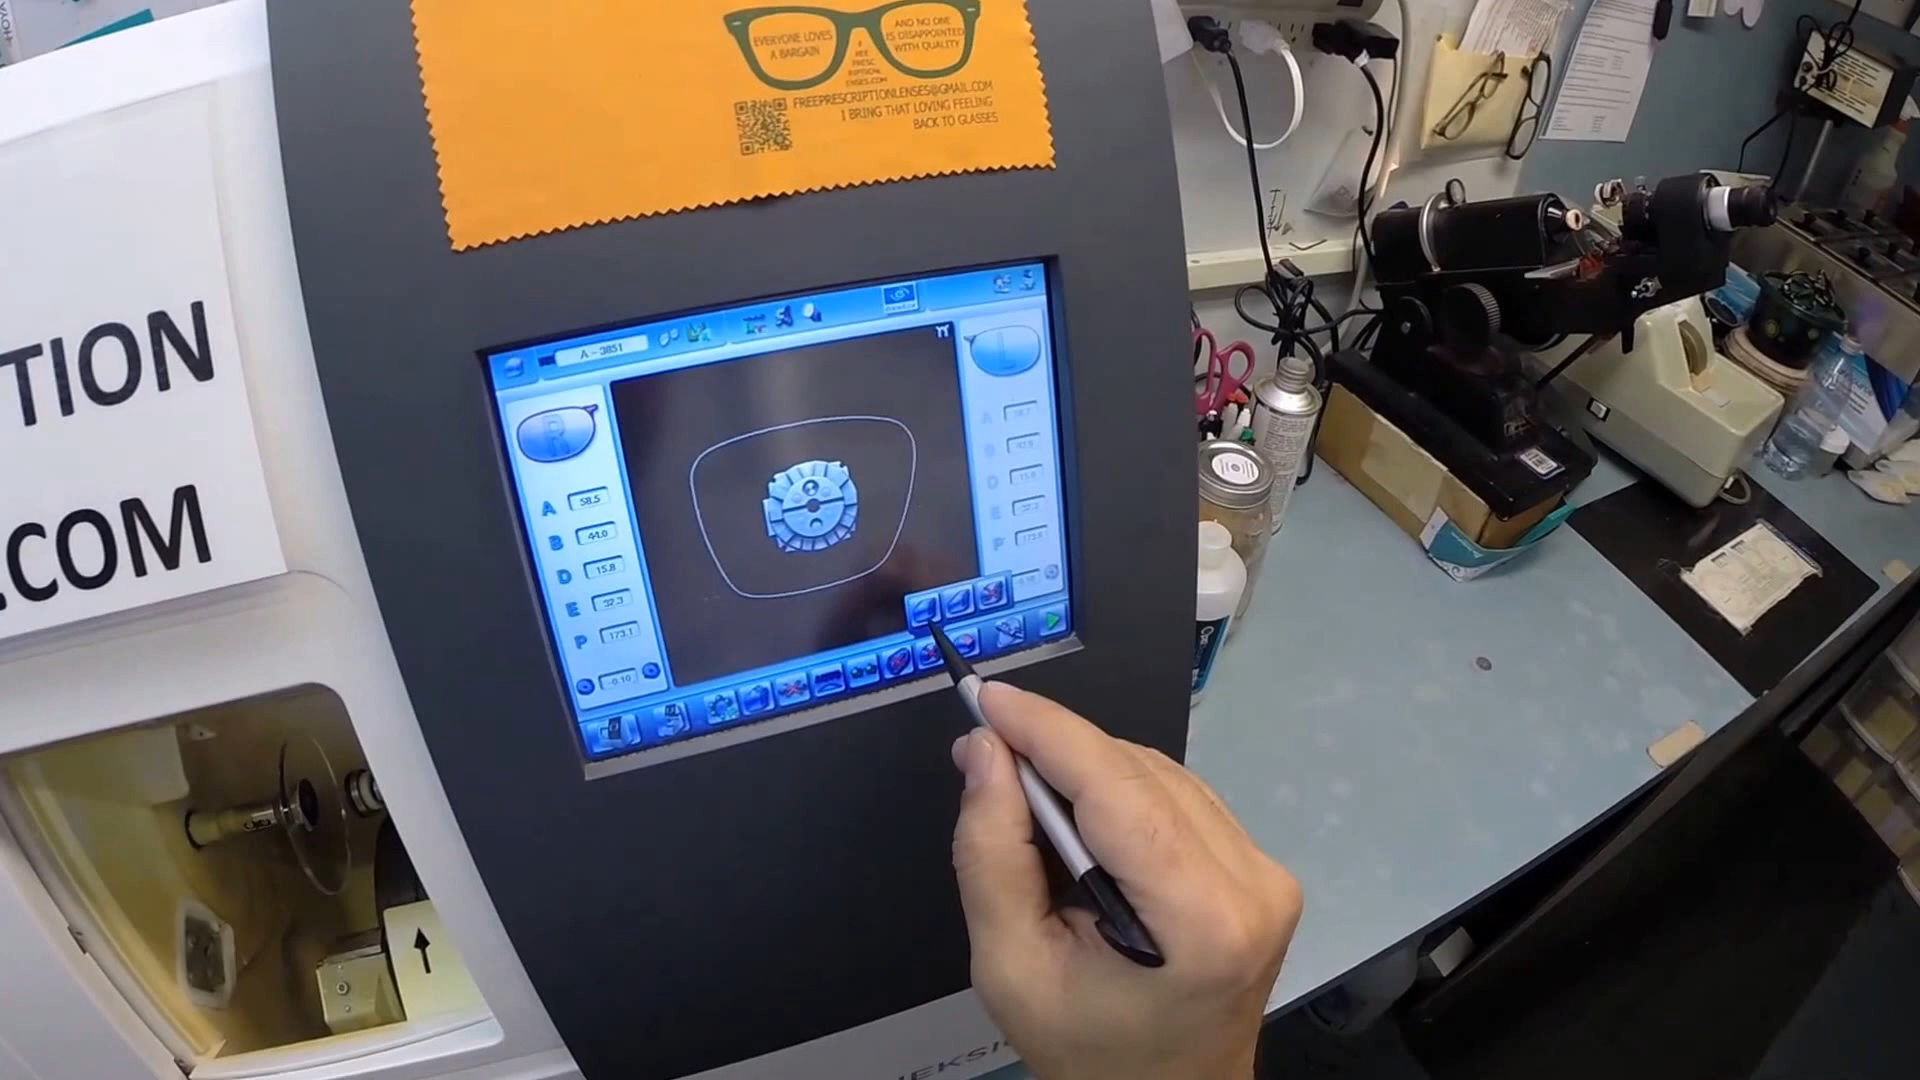 EVERYONE LOVES
A BARGAIN
AND NO ONE
IS DISAPPOINTED
WITH QUALITY
FREEPRESCRIPTIONLENSES@GMAIL.COM
I BRING THAT LOVING FEELING
BACK TO GLASSES
TION
.COM
A - 3851
R
L
A 58.5
B 44.0
D 15.8
E 32.3
P 173.1
-0.10
A
B
D
E
P